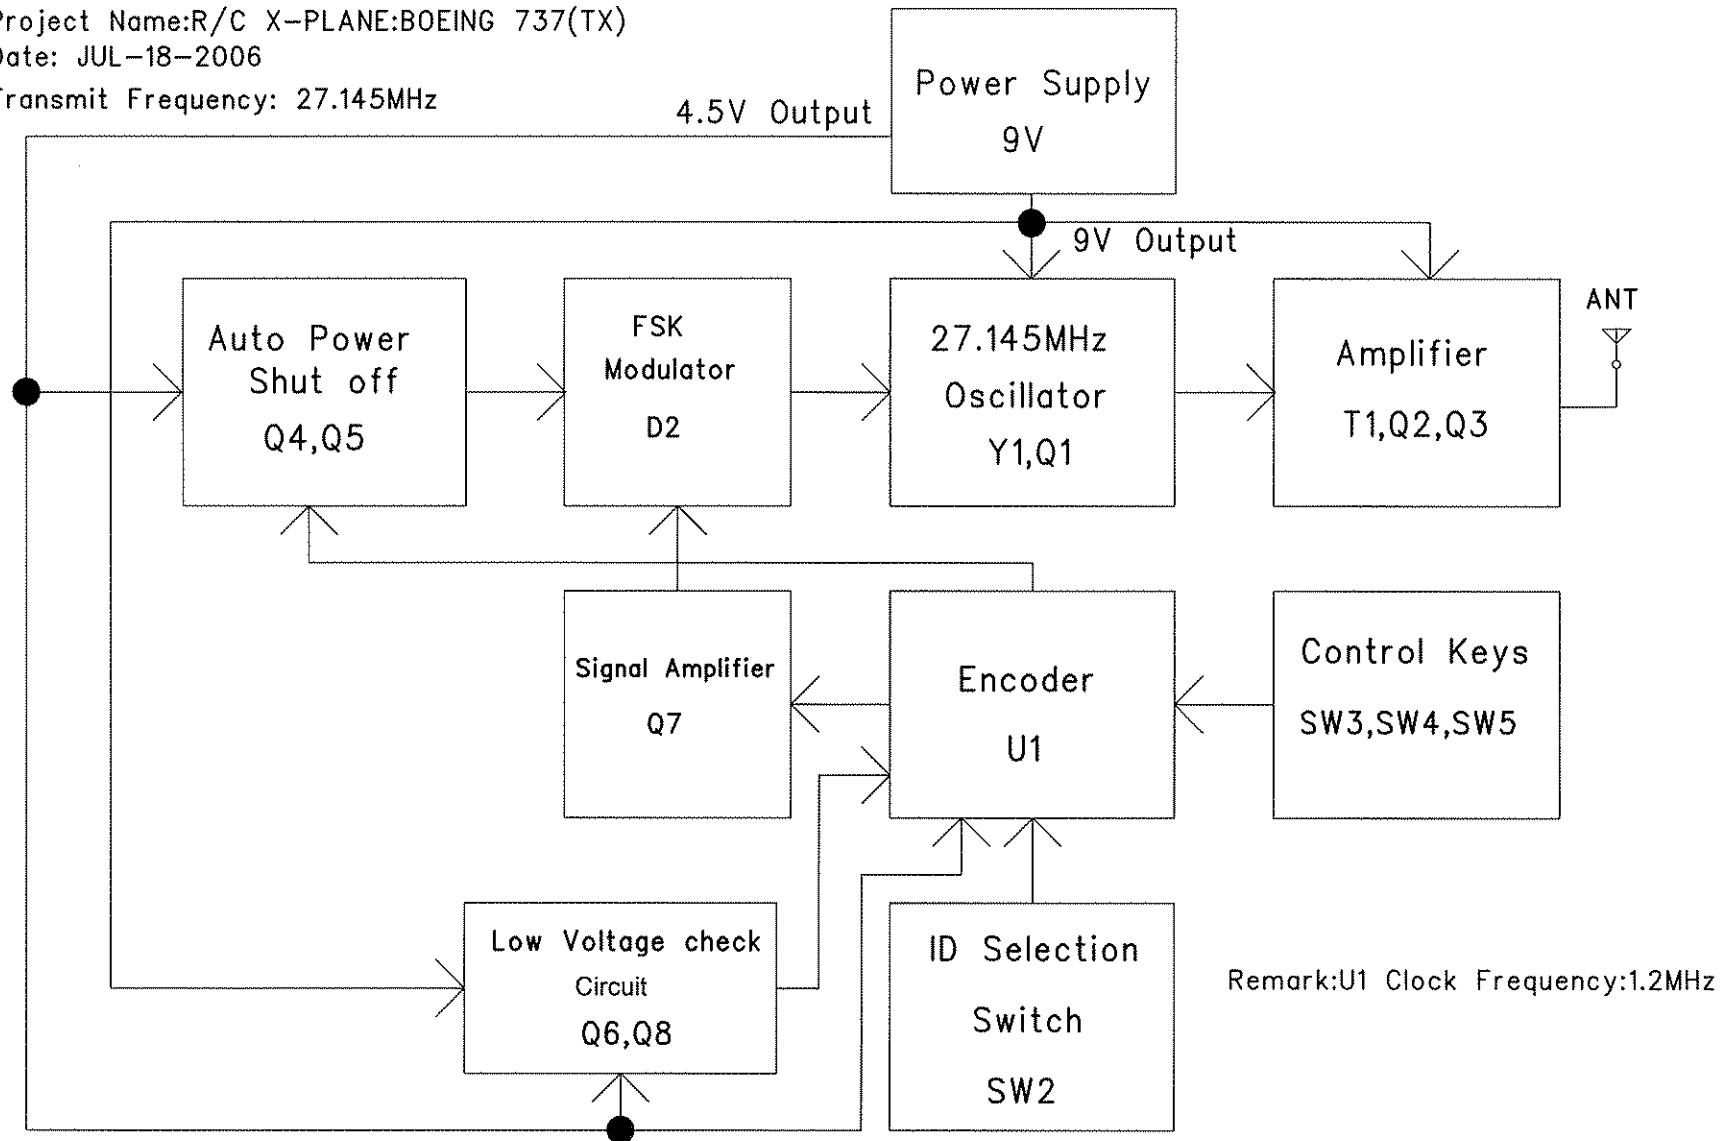 Project Name:R/C X-PLANE:BOEING 737(TX)
Date: JUL-18-2006
Transmit Frequency: 27.145MHz
4.5V Output
Power Supply
9V
9V Output
Auto Power
Shut off
Q4,Q5
FSK
Modulator
D2
27.145MHz
Oscillator
Y1,Q1
Amplifier
T1,Q2,Q3
ANT
Signal Amplifier
Q7
Encoder
U1
Control Keys
SW3,SW4,SW5
Low Voltage check
Circuit
Q6,Q8
ID Selection
Switch
SW2
Remark:U1 Clock Frequency:1.2MHz